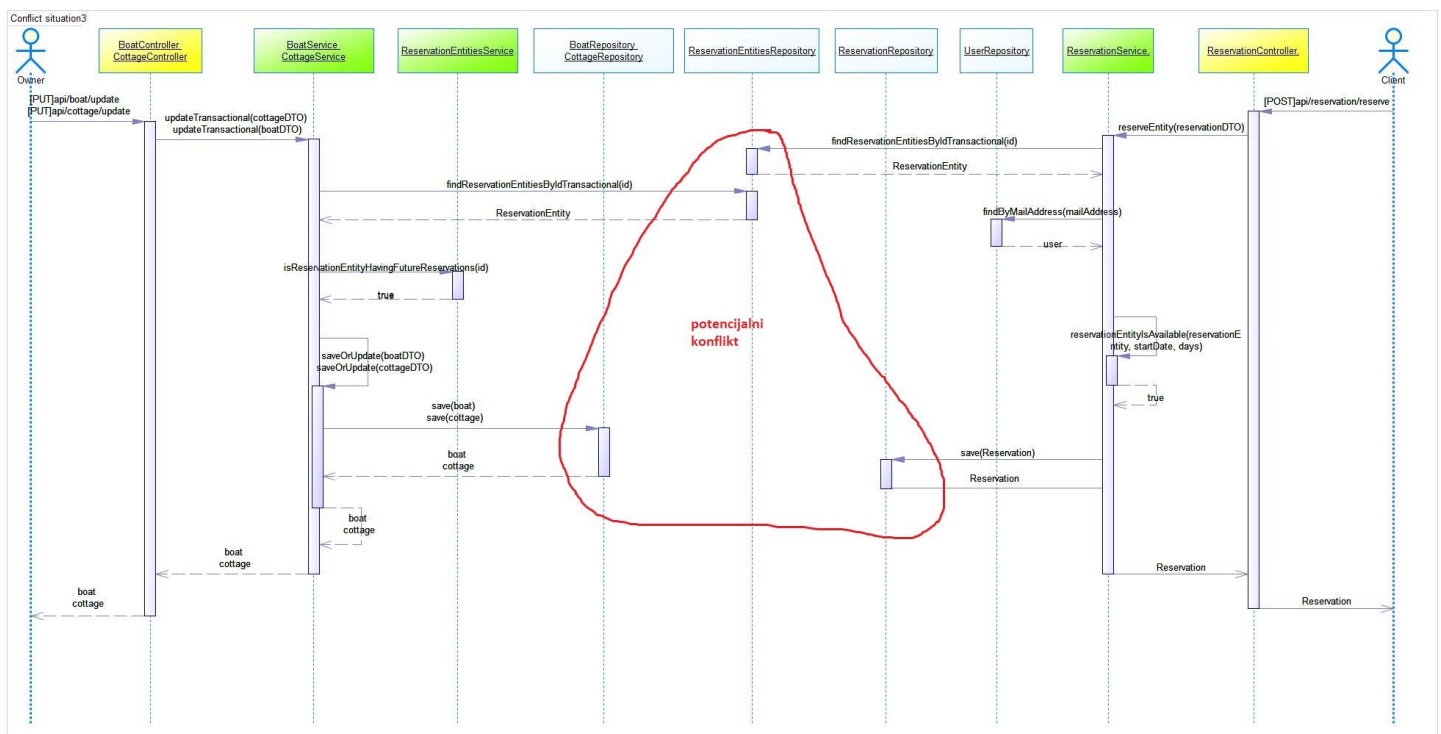 Conflict situation3
BoatController
CottageController
BoatService
CottageService
ReservationEntitiesService
BoatRepository
CottageRepository
ReservationEntitiesRepository
ReservationRepository
UserRepository
ReservationService.
ReservationController.
Owner
Client
[PUT]api/boat/update
[PUT]api/cottage/update
updateTransactional(cottageDTO)
updateTransactional(boatDTO)
[POST]api/reservation/reserve
reserveEntity(reservationDTO)
findReservationEntitiesByIdTransactional(id)
ReservationEntity
findReservationEntitiesByIdTransactional(id)
ReservationEntity
findByMailAddress(mailAddress)
user
isReservationEntityHavingFutureReservations(id)
true
potencijalni
konflikt
reservationEntityIsAvailable(reservationE
ntity, startDate, days)
true
saveOrUpdate(boatDTO)
saveOrUpdate(cottageDTO)
save(boat)
save(cottage)
boat
cottage
save(Reservation)
Reservation
boat
cottage
boat
cottage
Reservation
boat
cottage
Reservation